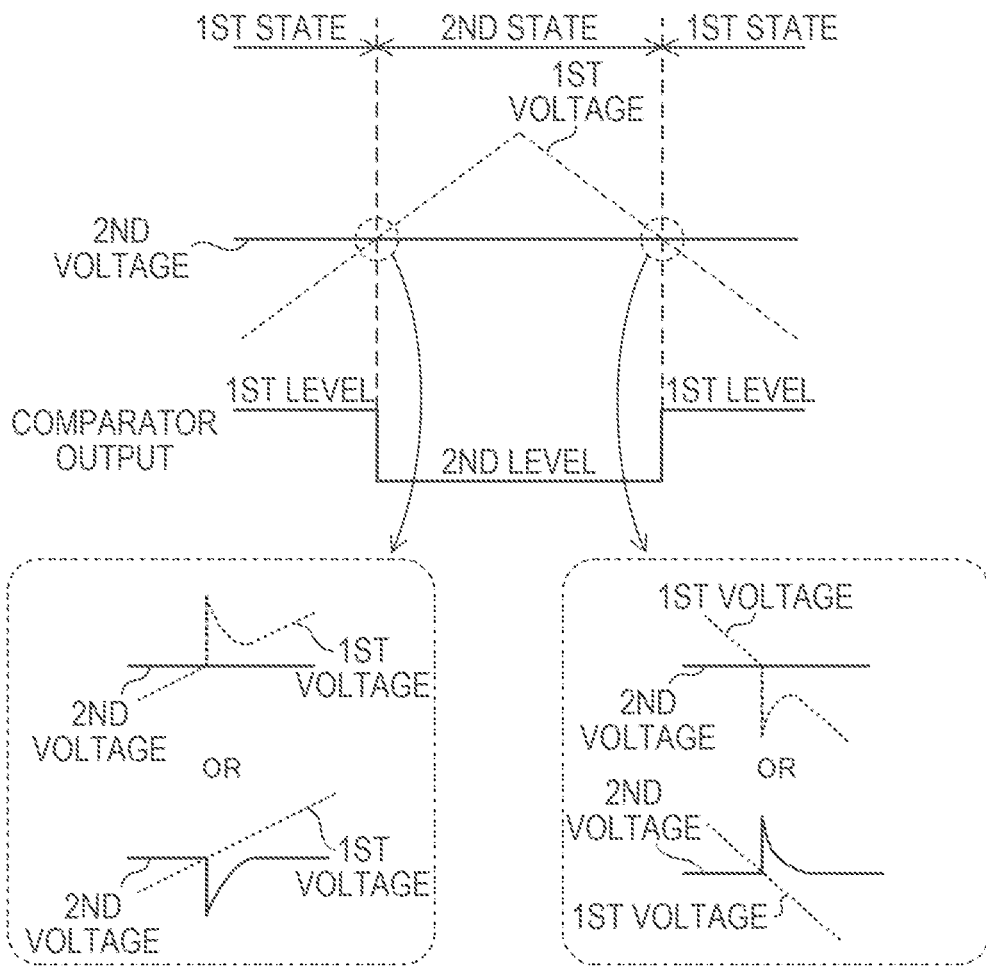 1ST STATE
2ND STATE
1ST STATE
1ST
VOLTAGE
2ND
VOLTAGE
1ST LEVEL
1ST LEVEL
COMPARATOR
OUTPUT
2ND LEVEL
1ST
VOLTAGE
2ND
VOLTAGE
OR
1ST
VOLTAGE
2ND
VOLTAGE
1ST VOLTAGE
2ND
VOLTAGE
OR
2ND
VOLTAGE
1ST VOLTAGE